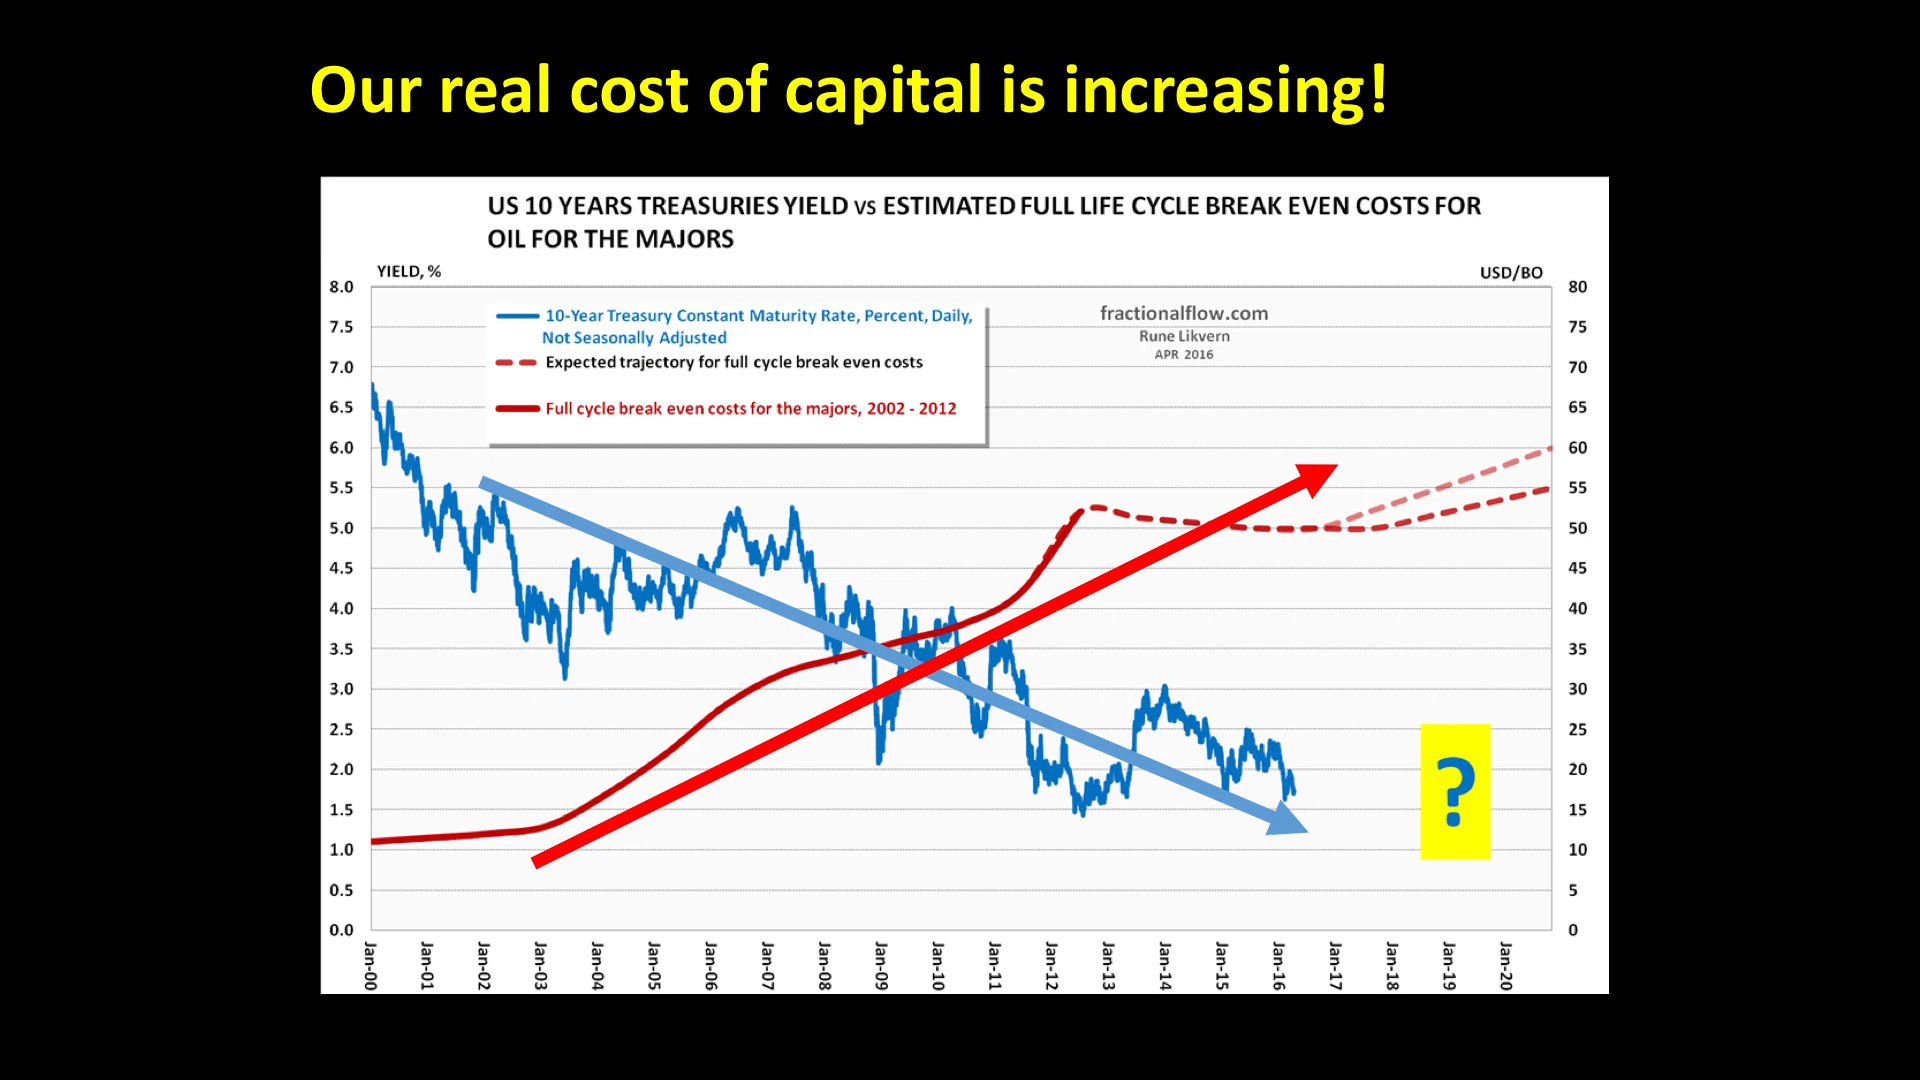 Our real cost of capital is increasing!
US 10 YEARS TREASURIES YIELD vs ESTIMATED FULL LIFE CYCLE BREAK EVEN COSTS FOR
OIL FOR THE MAJORS
YIELD, %
USD/BO
10-Year Treasury Constant Maturity Rate, Percent, Daily,
Not Seasonally Adjusted
Expected trajectory for full cycle break even costs
Full cycle break even costs for the majors, 2002 - 2012
fractionalflow.com
Rune Likvern
APR 2016
8.0
7.5
7.0
6.5
6.0
5.5
5.0
4.5
4.0
3.5
3.0
2.5
2.0
1.5
1.0
0.5
0.0
80
75
70
65
60
55
50
45
40
35
30
25
20
15
10
5
0
?
Jan-00
Jan-01
Jan-02
Jan-03
Jan-04
Jan-05
Jan-06
Jan-07
Jan-08
Jan-09
Jan-10
Jan-11
Jan-12
Jan-13
Jan-14
Jan-15
Jan-16
Jan-17
Jan-18
Jan-19
Jan-20